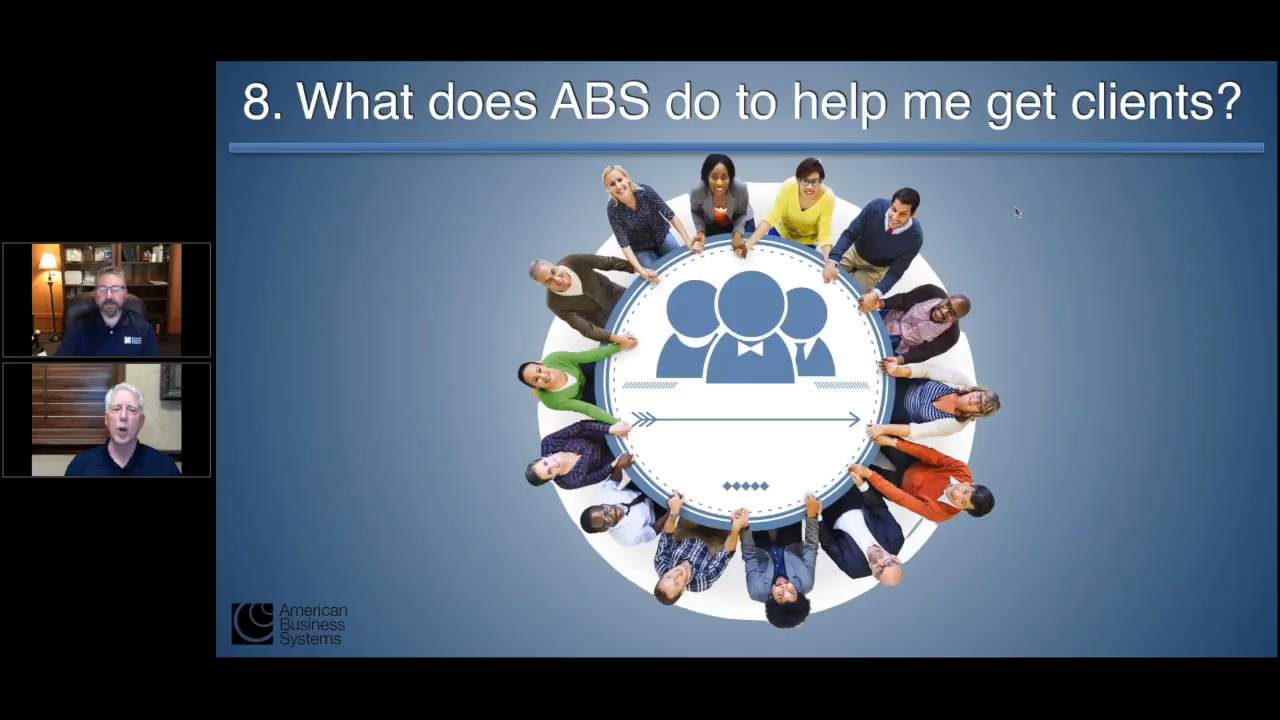 8. What does ABS do to help me get clients?
American
Business
Systems